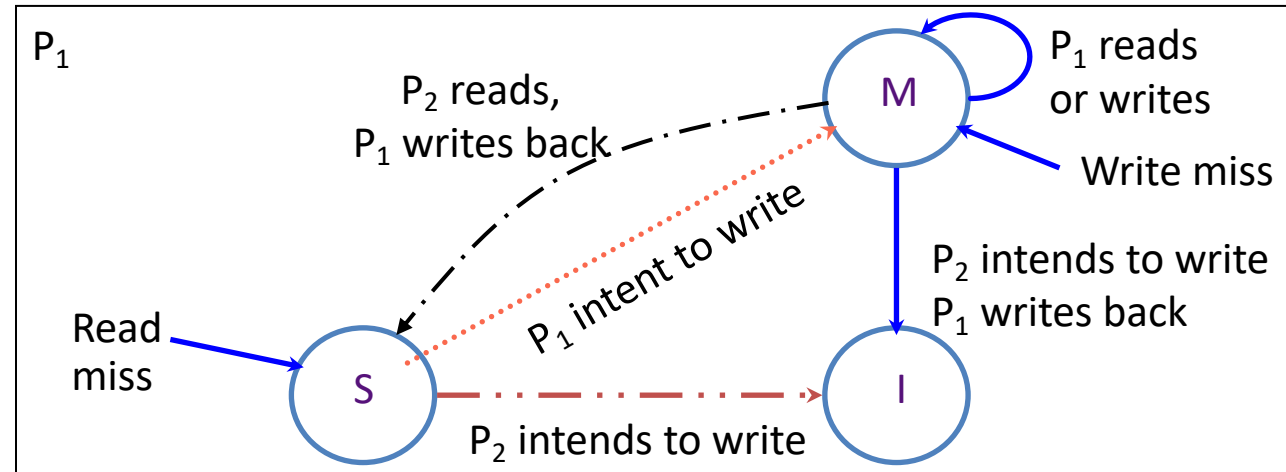 P₁
P₂ reads,
P₁ writes back
M
P₁ reads
or writes
Write miss
P₁ intent to write
P₂ intends to write
P₁ writes back
Read
miss
S
I
P₂ intends to write